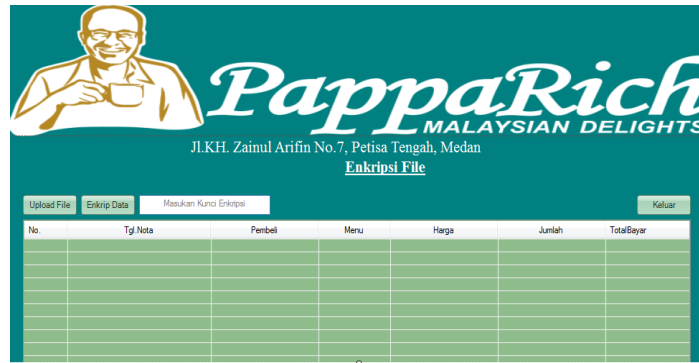 PappaRich
MALAYSIAN DELIGHTS
Jl.KH. Zainul Arifin No.7, Petisa Tengah, Medan
Enkripsi File
Upload File Enkrip Data Masukan Kunci Enkripsi Keluar
No. Tgl.Nota Pembeli Menu Harga Jumlah TotalBayar